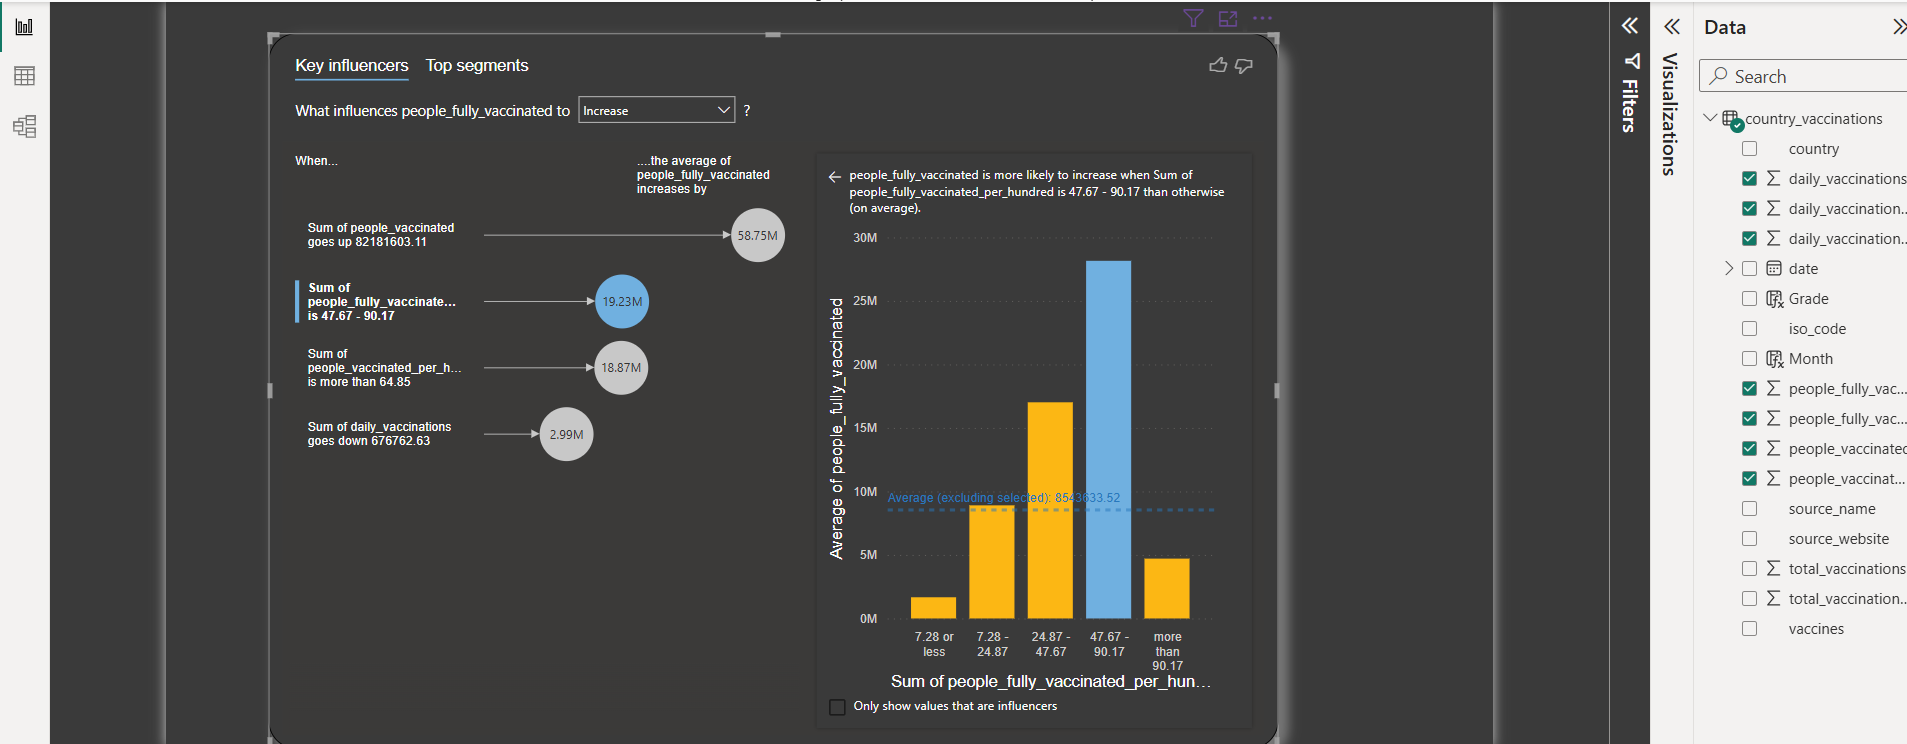 Key influencers
Top segments
What influences people_fully_vaccinated to
Increase
?
When...
....the average of
people_fully_vaccinated
increases by
Sum of people_vaccinated
goes up 82181603.11
58.75M
Sum of
people_fully_vaccinate...
is 47.67 - 90.17
19.23M
Sum of
people_vaccinated_per_h...
is more than 64.85
18.87M
Sum of daily_vaccinations
goes down 676762.63
2.99M
people_fully_vaccinated is more likely to increase when Sum of
people_fully_vaccinated_per_hundred is 47.67 - 90.17 than otherwise
(on average).
Average of people_fully_vaccinated
30M
25M
20M
15M
10M
5M
0M
Average (excluding selected): 8543633.52
7.28 or
less
7.28 -
24.87
24.87 -
47.67
47.67 -
90.17
more
than
90.17
Sum of people_fully_vaccinated_per_hun...
Only show values that are influencers
Filters
Visualizations
Data
Search
country_vaccinations
country
daily_vaccinations
daily_vaccination...
daily_vaccination...
date
Grade
iso_code
Month
people_fully_vac...
people_fully_vac...
people_vaccinated
people_vaccinat...
source_name
source_website
total_vaccinations
total_vaccination...
vaccines